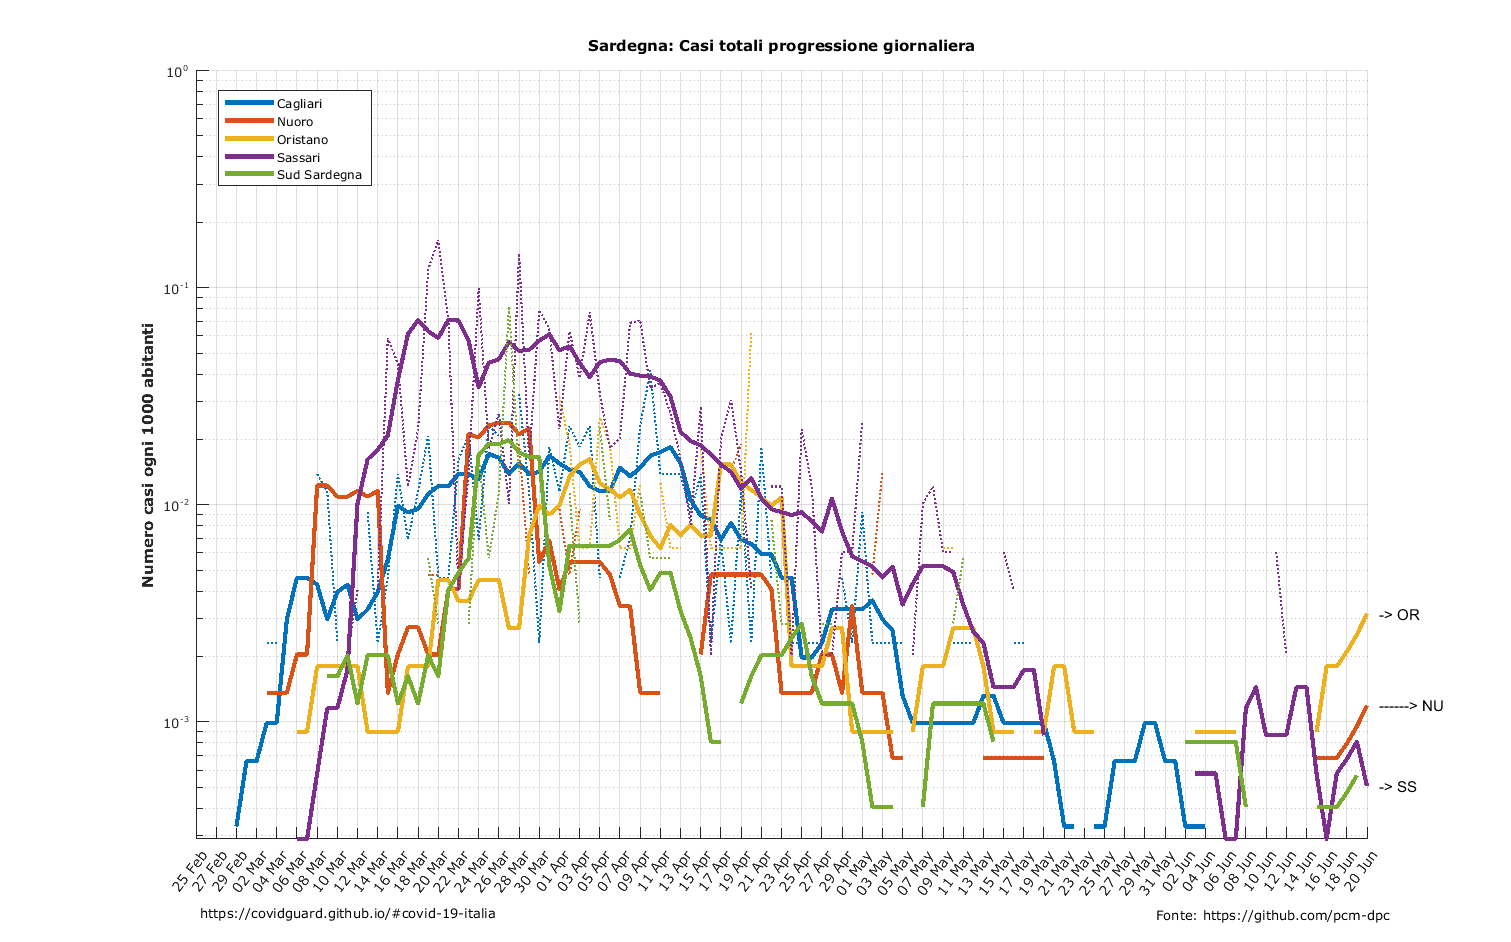 Sardegna: Casi totali progressione giornaliera
10⁰
10⁻¹
10⁻²
10⁻³
Numero casi ogni 1000 abitanti
Cagliari
Nuoro
Oristano
Sassari
Sud Sardegna
-> OR
------> NU
-> SS
25 Feb
27 Feb
29 Feb
02 Mar
04 Mar
06 Mar
08 Mar
10 Mar
12 Mar
14 Mar
16 Mar
18 Mar
20 Mar
22 Mar
24 Mar
26 Mar
28 Mar
30 Mar
01 Apr
03 Apr
05 Apr
07 Apr
09 Apr
11 Apr
13 Apr
15 Apr
17 Apr
19 Apr
21 Apr
23 Apr
25 Apr
27 Apr
29 Apr
01 May
03 May
05 May
07 May
09 May
11 May
13 May
15 May
17 May
19 May
21 May
23 May
25 May
27 May
29 May
31 May
02 Jun
04 Jun
06 Jun
08 Jun
10 Jun
12 Jun
14 Jun
16 Jun
18 Jun
20 Jun
https://covidguard.github.io/#covid-19-italia
Fonte: https://github.com/pcm-dpc